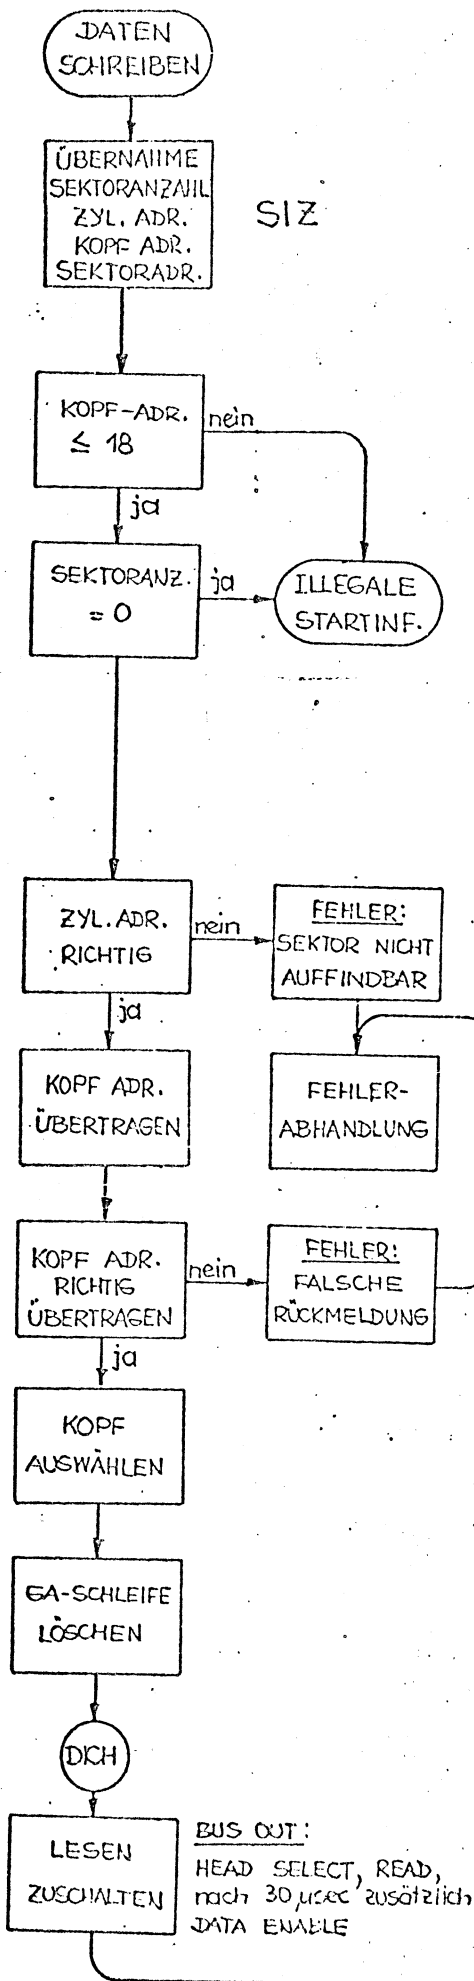 DATEN
SCHREIBEN
ÜBERNAHME
SEKTORANZAHL
ZYL. ADR.
KOPF ADR.
SEKTORADR.
SIZ
KOPF-ADR.
≤ 18
nein
ja
SEKTORANZ.
= 0
ja
ILLEGALE
STARTINF.
ZYL. ADR.
RICHTIG
nein
FEHLER:
SEKTOR NICHT
AUFFINDBAR
ja
KOPF ADR.
ÜBERTRAGEN
FEHLER-
ABHANDLUNG
KOPF ADR.
RICHTIG
ÜBERTRAGEN
nein
FEHLER:
FALSCHE
RÜCKMELDUNG
ja
KOPF
AUSWÄHLEN
GA-SCHLEIFE
LÖSCHEN
DICH
LESEN
ZUSCHALTEN
BUS OUT:
HEAD SELECT, READ,
nach 30 µsec zusätzlich
DATA ENABLE